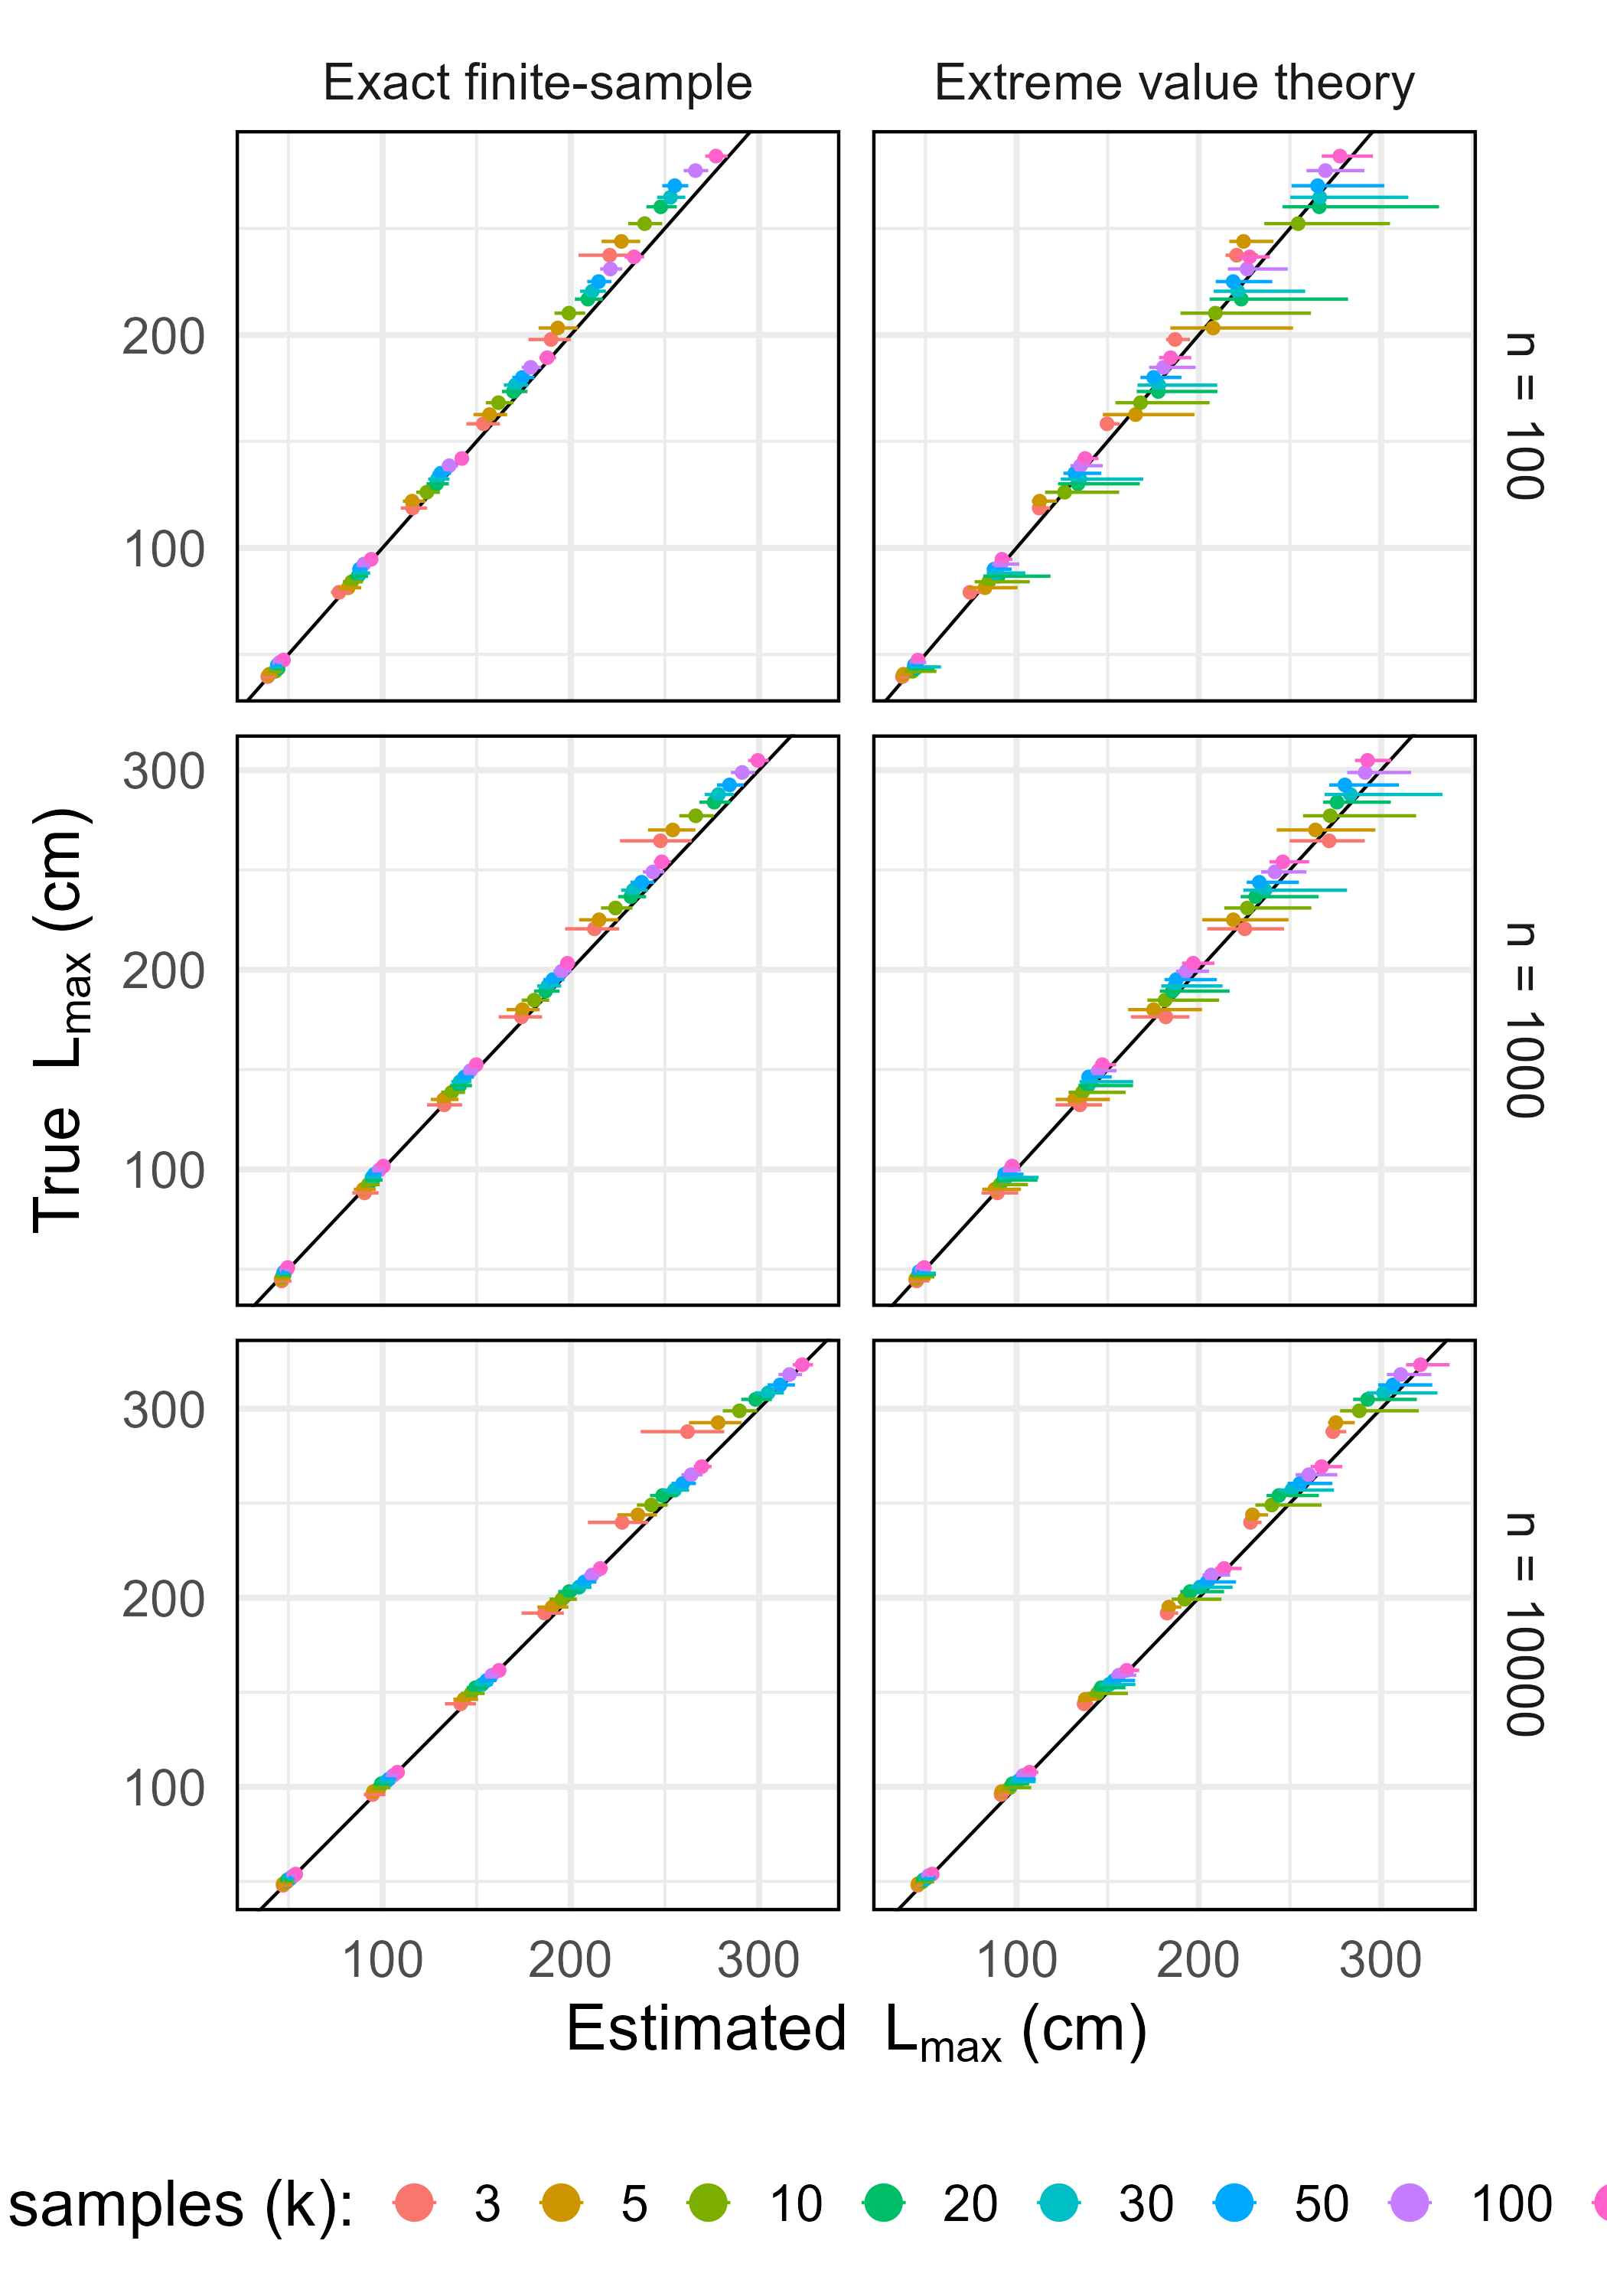 Exact finite-sample Extreme value theory
200
100
n = 100
300
200
100
n = 1000
300
200
100
n = 10000
True Lmax (cm)
100 200 300 100 200 300
Estimated Lmax (cm)
samples (k): 3 5 10 20 30 50 100